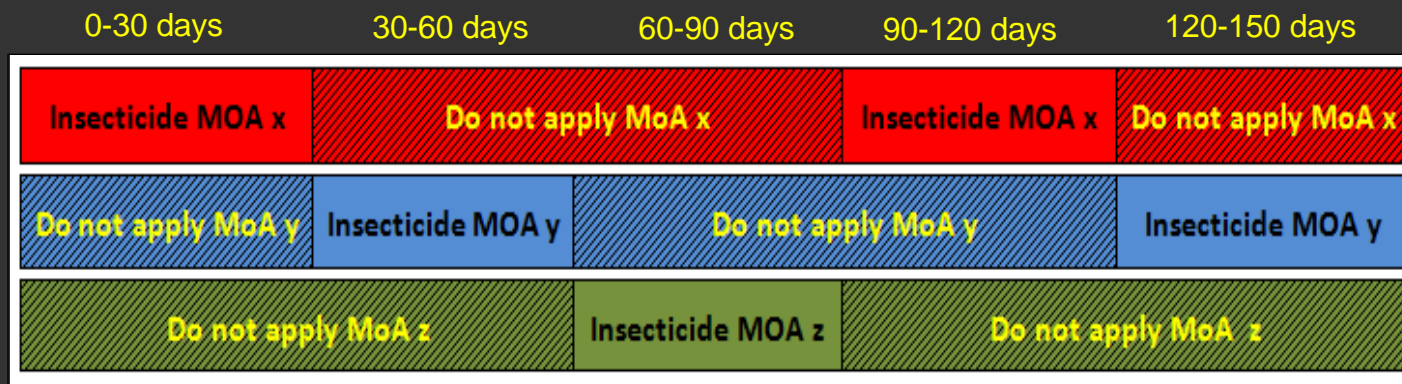 0-30 days 30-60 days 60-90 days 90-120 days 120-150 days
Insecticide MOA x Do not apply MoA x Insecticide MOA x Do not apply MoA x
Do not apply MoA y Insecticide MOA y Do not apply MoA y Insecticide MOA y
Do not apply MoA z Insecticide MOA z Do not apply MoA z